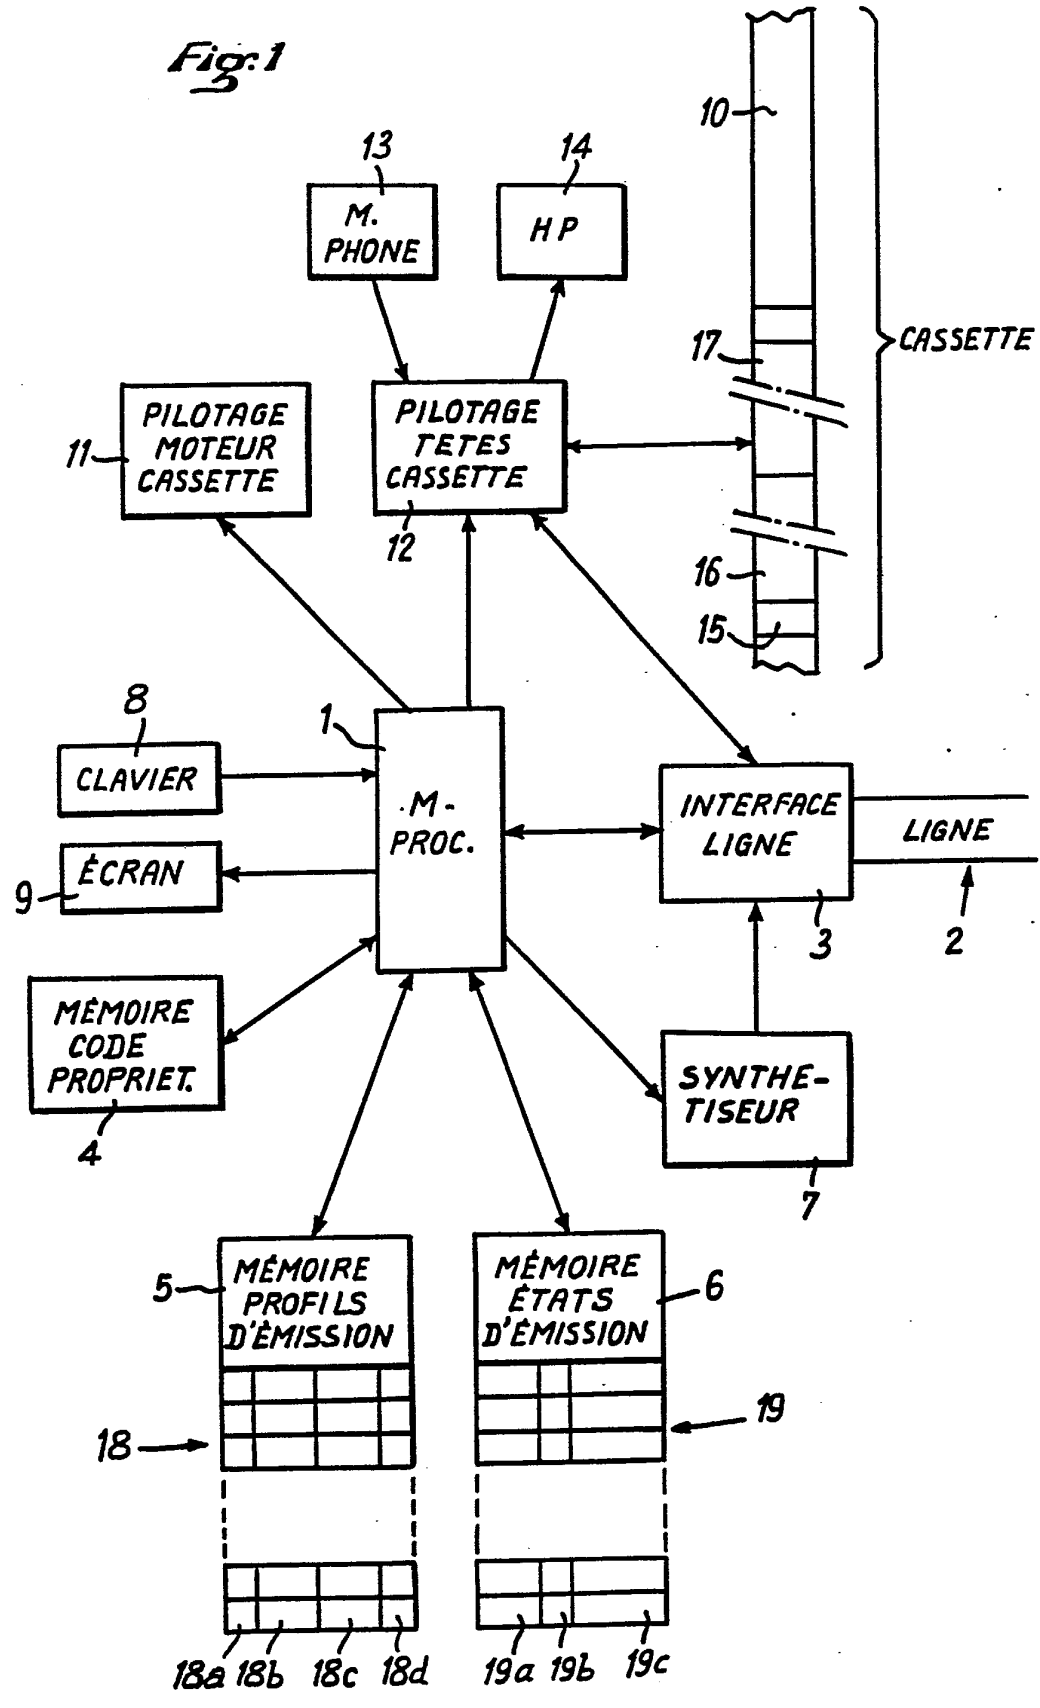 Fig. 1
10
13
14
M.
PHONE
HP
17
CASSETTE
PILOTAGE
MOTEUR
CASSETTE
11
PILOTAGE
TETES
CASSETTE
12
16
15
8
1
CLAVIER
M-
PROC.
INTERFACE
LIGNE
LIGNE
ÉCRAN
9
3
2
MÉMOIRE
CODE
PROPRIET.
4
SYNTHE-
TISEUR
7
5
MÉMOIRE
PROFILS
D'ÉMISSION
MÉMOIRE
ÉTATS
D'ÉMISSION
6
18
19
18a 18b 18c 18d 19a 19b 19c